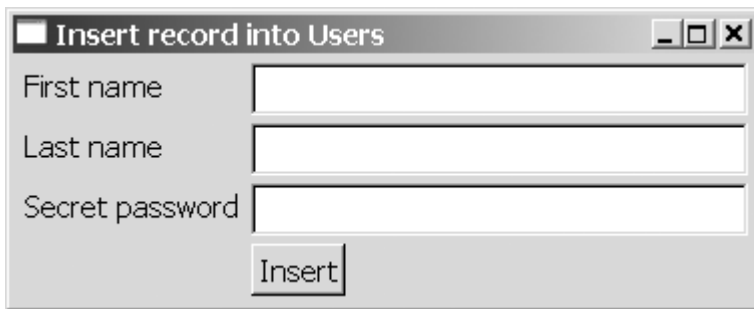 Insert record into Users
First name
Last name
Secret password
Insert